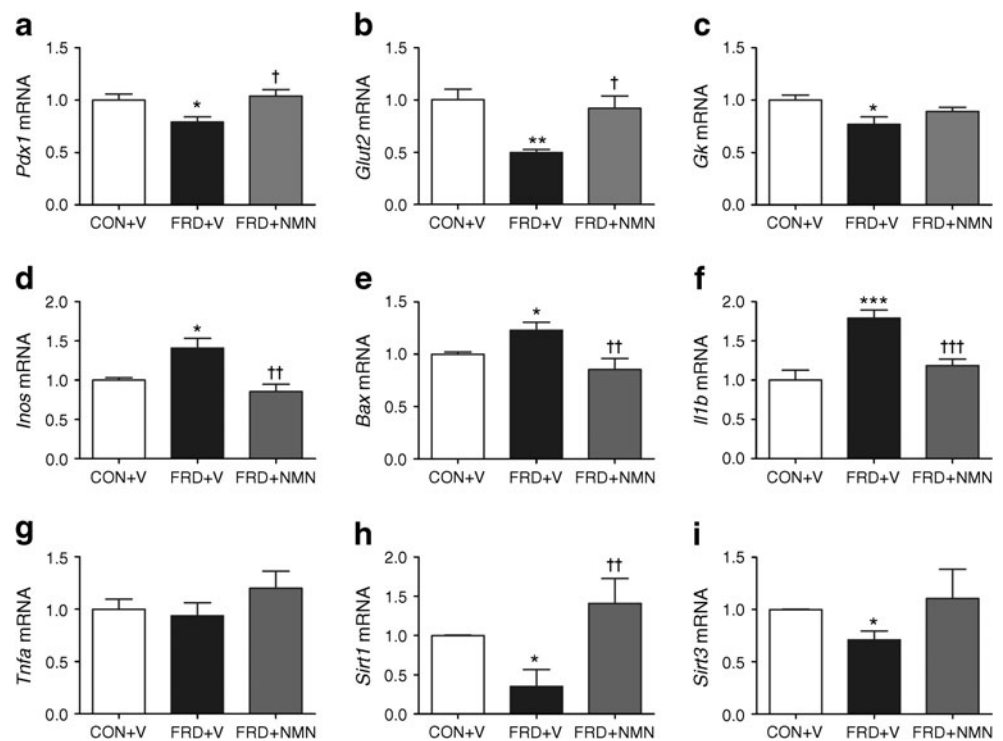 a
b
c
1.5
1.0
0.5
0.0
Pdx1 mRNA
*
†
CON+V FRD+V FRD+NMN
1.5
1.0
0.5
0.0
Glut2 mRNA
**
†
CON+V FRD+V FRD+NMN
1.5
1.0
0.5
0.0
Gk mRNA
*
CON+V FRD+V FRD+NMN
d
e
f
2.0
1.5
1.0
0.5
0.0
Inos mRNA
*
††
CON+V FRD+V FRD+NMN
1.5
1.0
0.5
0.0
Bax mRNA
*
††
CON+V FRD+V FRD+NMN
2.0
1.5
1.0
0.5
0.0
Il1b mRNA
***
†††
CON+V FRD+V FRD+NMN
g
h
i
1.5
1.0
0.5
0.0
Tnfa mRNA
CON+V FRD+V FRD+NMN
2.0
1.5
1.0
0.5
0.0
Sirt1 mRNA
*
††
CON+V FRD+V FRD+NMN
1.5
1.0
0.5
0.0
Sirt3 mRNA
*
CON+V FRD+V FRD+NMN